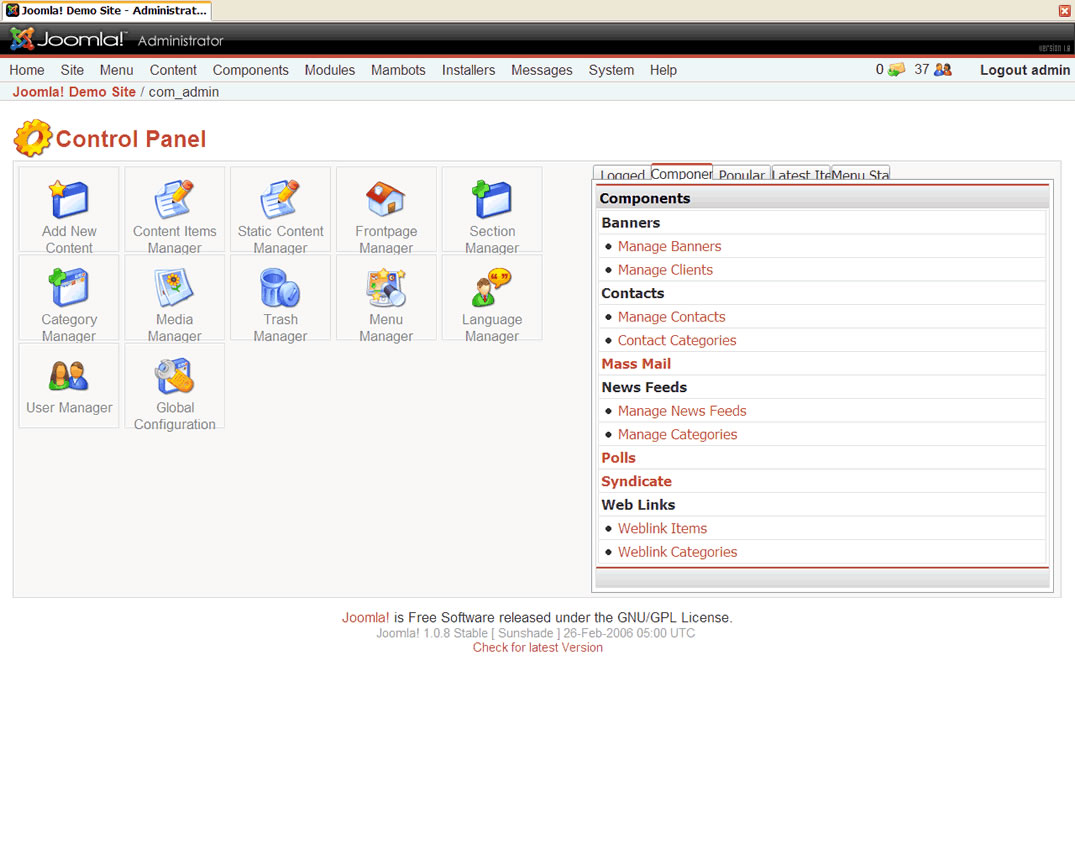 Joomla! Demo Site - Administrat...
Joomla! Administrator
version 1.0
Home Site Menu Content Components Modules Mambots Installers Messages System Help 0 37 Logout admin
Joomla! Demo Site / com_admin
Control Panel
Add New
Content
Content Items
Manager
Static Content
Manager
Frontpage
Manager
Section
Manager
Category
Manager
Media
Manager
Trash
Manager
Menu
Manager
Language
Manager
User Manager
Global
Configuration
Logged Componer Popular Latest Ite Menu Sta
Components
Banners
Manage Banners
Manage Clients
Contacts
Manage Contacts
Contact Categories
Mass Mail
News Feeds
Manage News Feeds
Manage Categories
Polls
Syndicate
Web Links
Weblink Items
Weblink Categories
Joomla! is Free Software released under the GNU/GPL License.
Joomla! 1.0.8 Stable [ Sunshade ] 26-Feb-2006 05:00 UTC
Check for latest Version